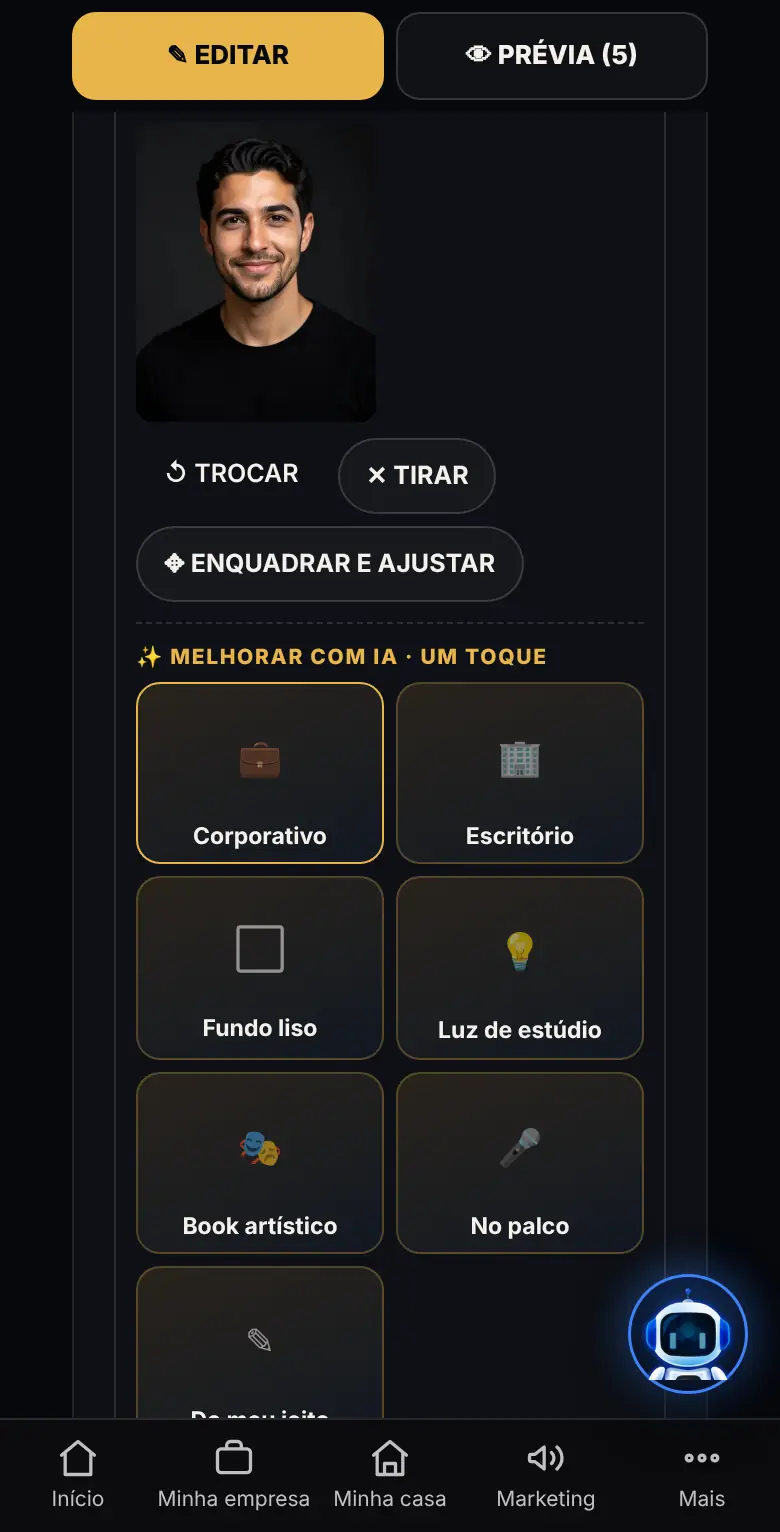 ✎ EDITAR
👁 PRÉVIA (5)
↺ TROCAR
✕ TIRAR
✥ ENQUADRAR E AJUSTAR
✨ MELHORAR COM IA · UM TOQUE
Corporativo
Escritório
Fundo liso
Luz de estúdio
Book artístico
No palco
Início
Minha empresa
Minha casa
Marketing
Mais